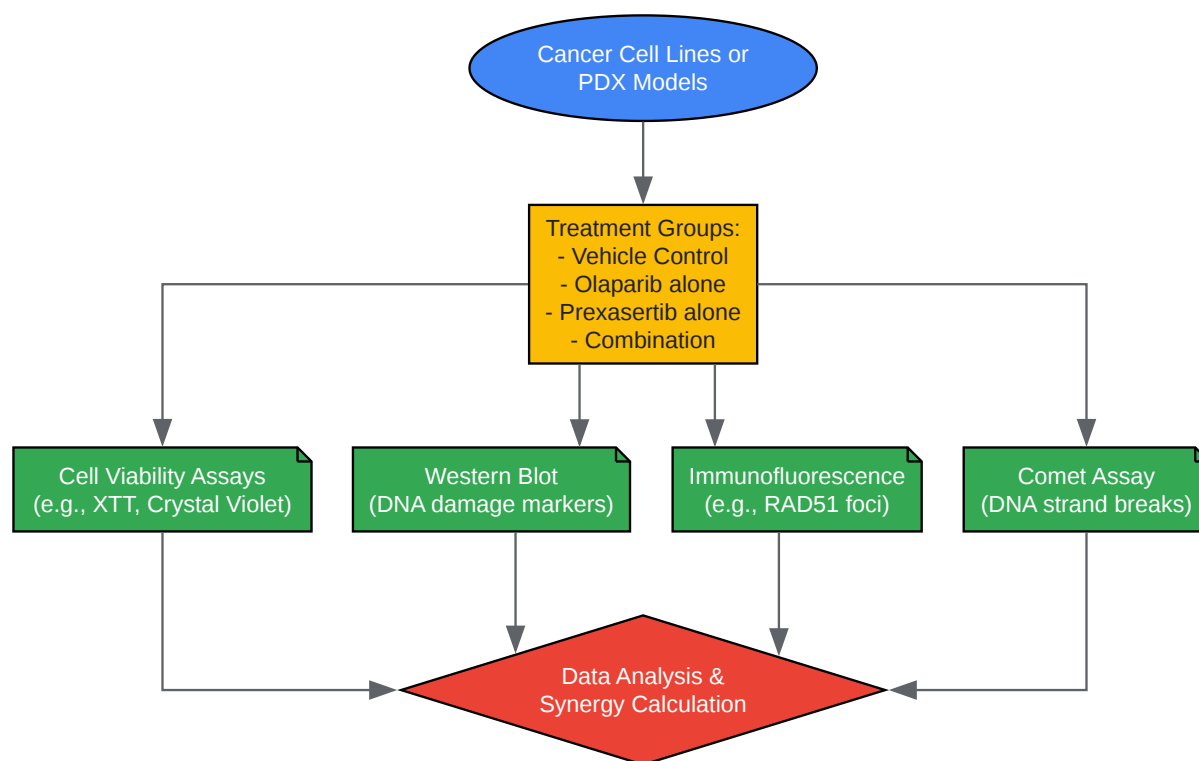 Cancer Cell Lines or
PDX Models
Treatment Groups:
- Vehicle Control
- Olaparib alone
- Prexasertib alone
- Combination
Cell Viability Assays
(e.g., XTT, Crystal Violet)
Western Blot
(DNA damage markers)
Immunofluorescence
(e.g., RAD51 foci)
Comet Assay
(DNA strand breaks)
Data Analysis &
Synergy Calculation